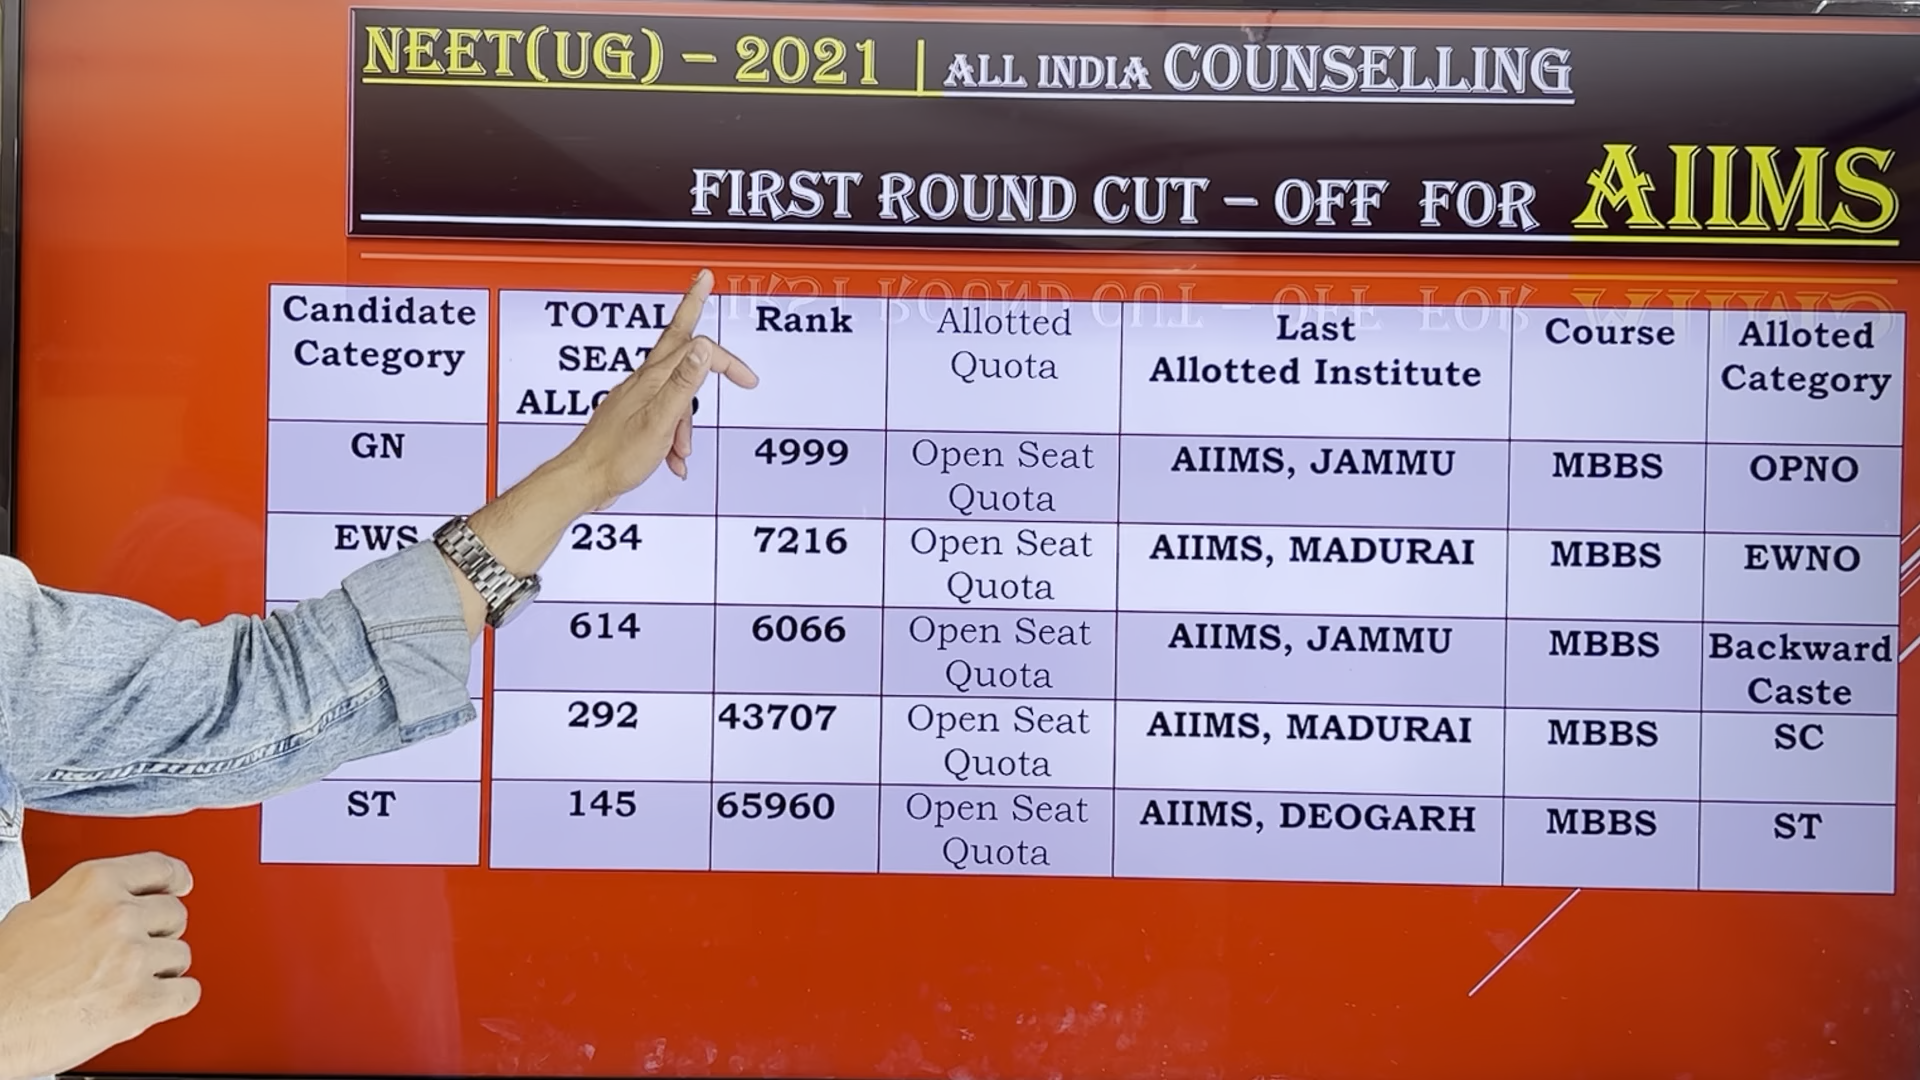 NEET(UG) – 2021 | ALL INDIA COUNSELLING
FIRST ROUND CUT – OFF FOR AIIMS
Candidate Category TOTAL Rank Allotted Quota Last Allotted Institute Course Alloted Category
GN 4999 Open Seat Quota AIIMS, JAMMU MBBS OPNO
EWS 234 7216 Open Seat Quota AIIMS, MADURAI MBBS EWNO
614 6066 Open Seat Quota AIIMS, JAMMU MBBS Backward Caste
292 43707 Open Seat Quota AIIMS, MADURAI MBBS SC
ST 145 65960 Open Seat Quota AIIMS, DEOGARH MBBS ST